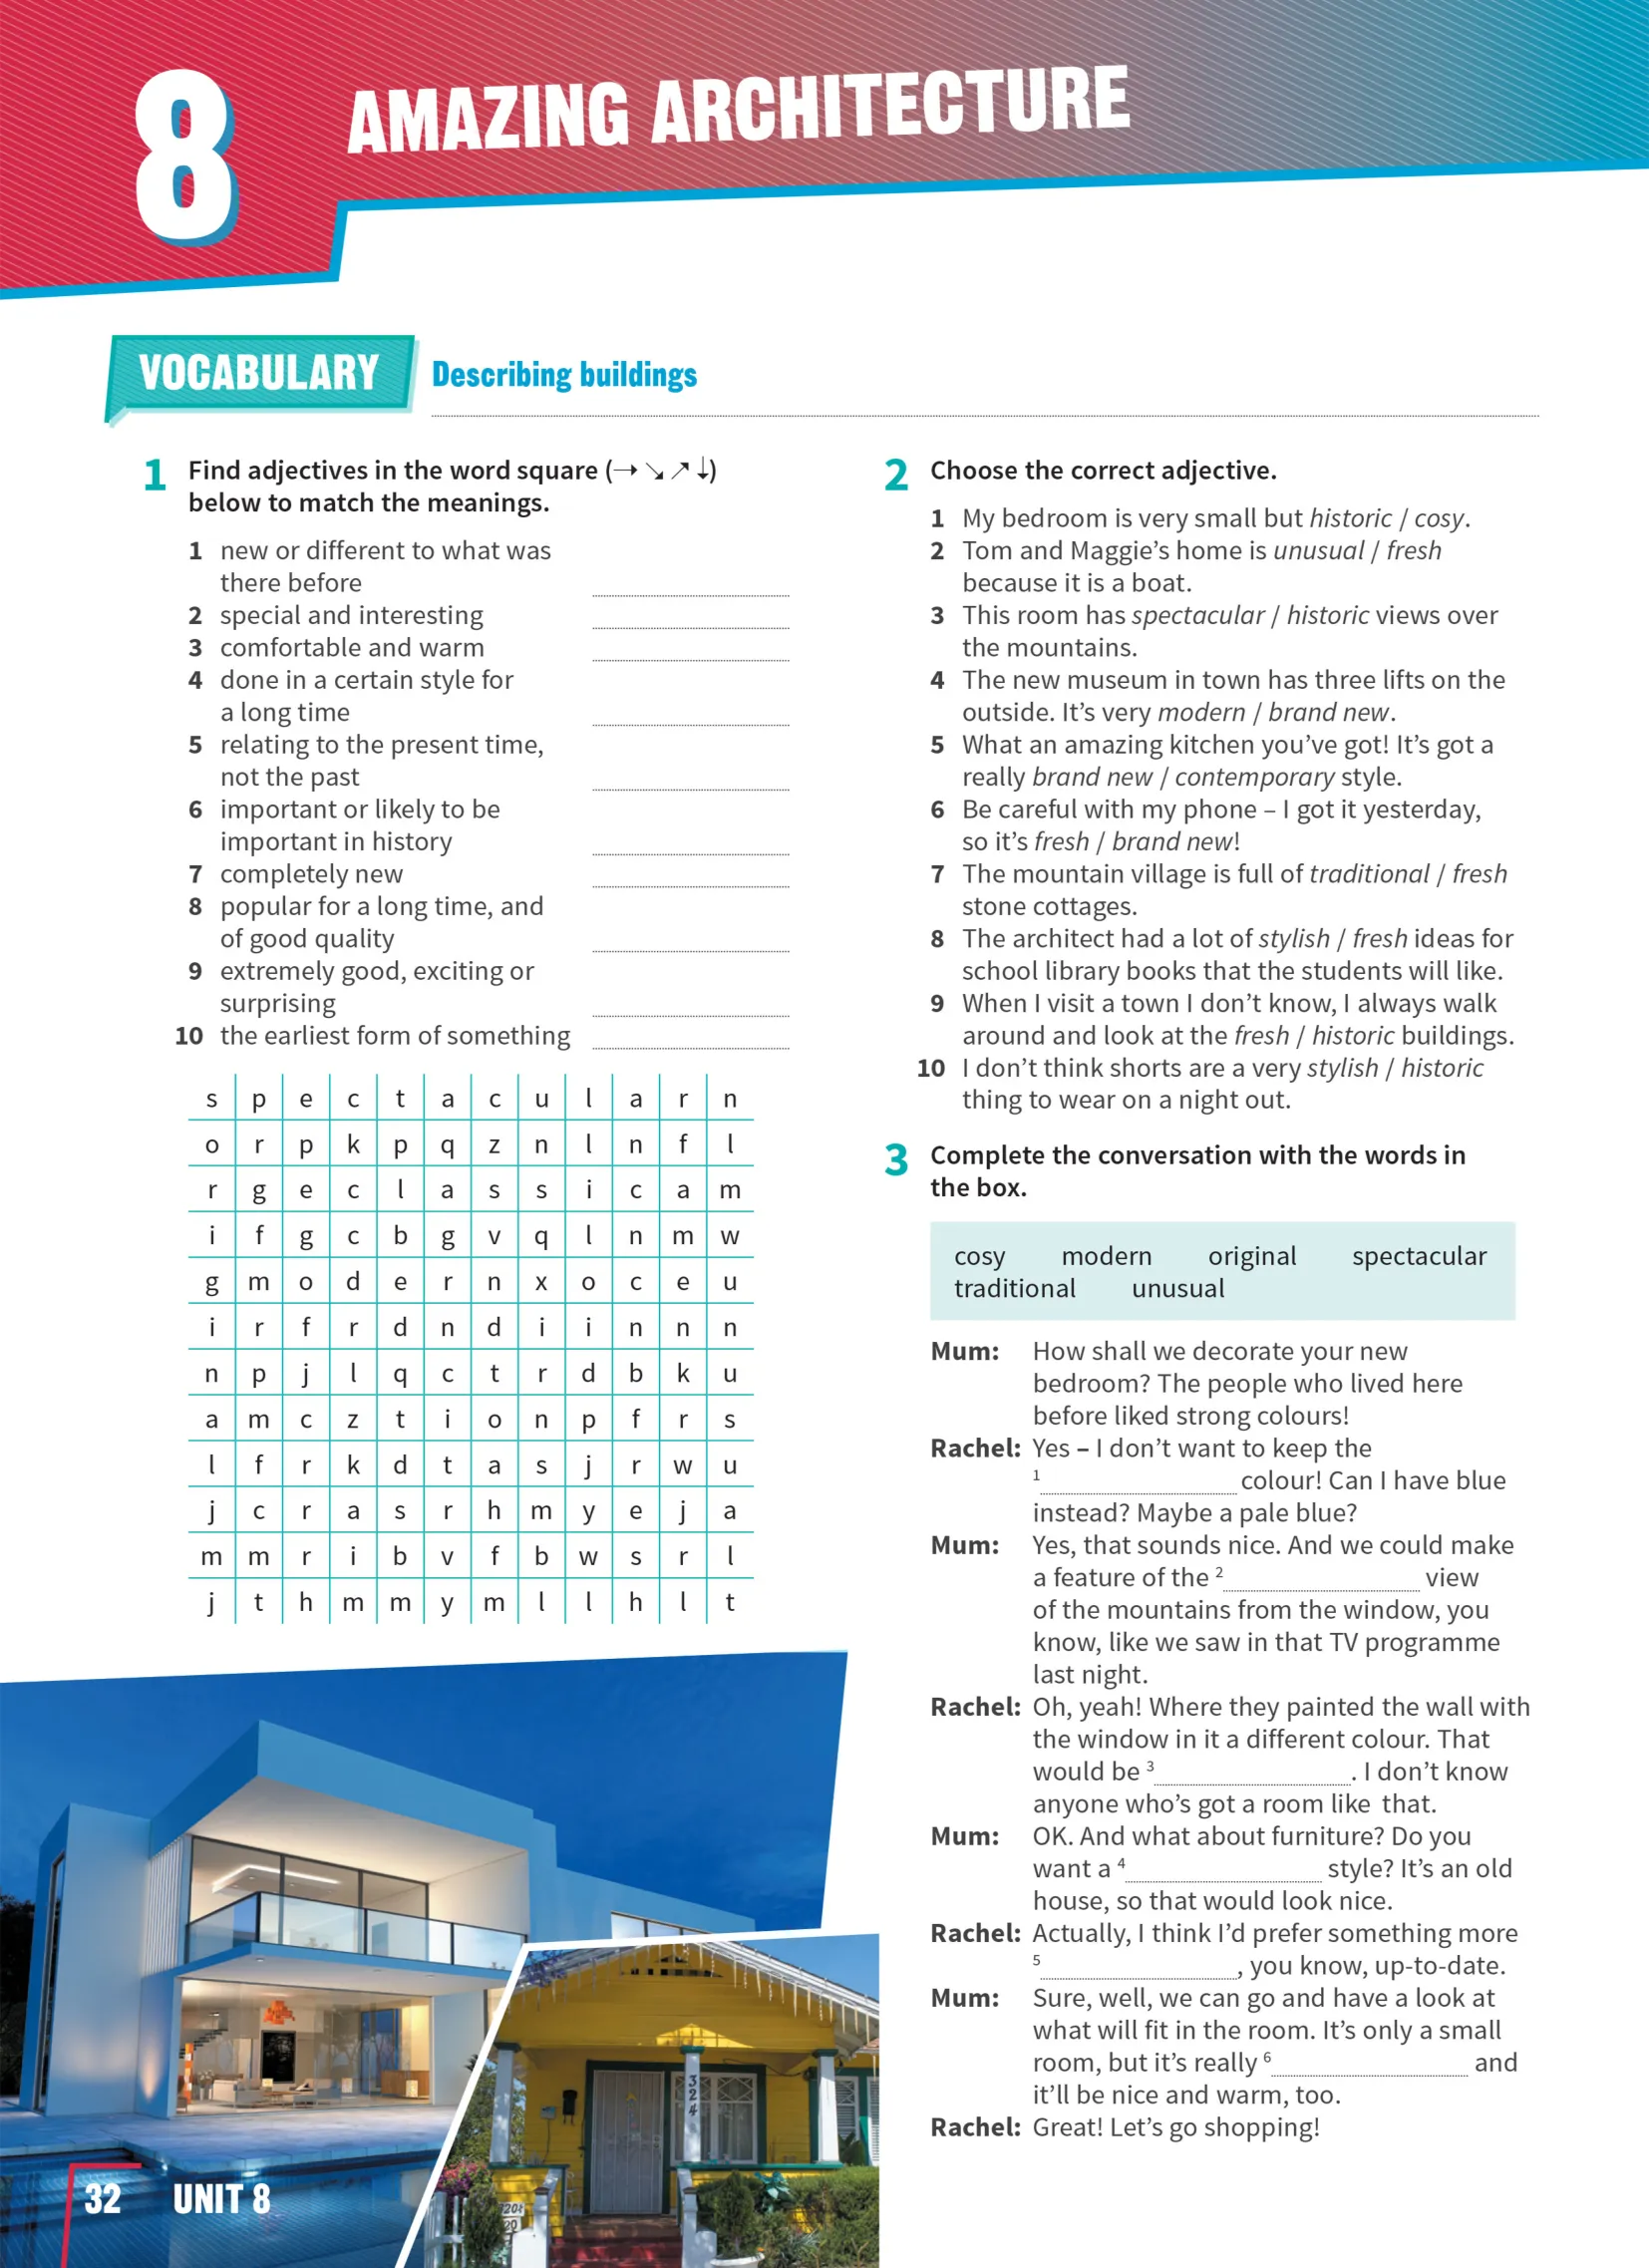 8
AMAZING ARCHITECTURE
VOCABULARY
Describing buildings
1 Find adjectives in the word square (→ ↘ ↗ ↓)
below to match the meanings.
1 new or different to what was
there before
2 special and interesting
3 comfortable and warm
4 done in a certain style for
a long time
5 relating to the present time,
not the past
6 important or likely to be
important in history
7 completely new
8 popular for a long time, and
of good quality
9 extremely good, exciting or
surprising
10 the earliest form of something
s p e c t a c u l a r n
o r p k p q z n l n f l
r g e c l a s s i c a m
i f g c b g v q l n m w
g m o d e r n x o c e u
i r f r d n d i i n n n
n p j l q c t r d b k u
a m c z t i o n p f r s
l f r k d t a s j r w u
j c r a s r h m y e j a
m m r i b v f b w s r l
j t h m m y m l l h l t
2 Choose the correct adjective.
1 My bedroom is very small but historic / cosy.
2 Tom and Maggie's home is unusual / fresh
because it is a boat.
3 This room has spectacular / historic views over
the mountains.
4 The new museum in town has three lifts on the
outside. It's very modern / brand new.
5 What an amazing kitchen you've got! It's got a
really brand new / contemporary style.
6 Be careful with my phone – I got it yesterday,
so it's fresh / brand new!
7 The mountain village is full of traditional / fresh
stone cottages.
8 The architect had a lot of stylish / fresh ideas for
school library books that the students will like.
9 When I visit a town I don't know, I always walk
around and look at the fresh / historic buildings.
10 I don't think shorts are a very stylish / historic
thing to wear on a night out.
3 Complete the conversation with the words in
the box.
cosy modern original spectacular
traditional unusual
Mum: How shall we decorate your new
bedroom? The people who lived here
before liked strong colours!
Rachel: Yes – I don't want to keep the
1 colour! Can I have blue
instead? Maybe a pale blue?
Mum: Yes, that sounds nice. And we could make
a feature of the 2 view
of the mountains from the window, you
know, like we saw in that TV programme
last night.
Rachel: Oh, yeah! Where they painted the wall with
the window in it a different colour. That
would be 3 . I don't know
anyone who's got a room like that.
Mum: OK. And what about furniture? Do you
want a 4 style? It's an old
house, so that would look nice.
Rachel: Actually, I think I'd prefer something more
5 , you know, up-to-date.
Mum: Sure, well, we can go and have a look at
what will fit in the room. It's only a small
room, but it's really 6 and
it'll be nice and warm, too.
Rachel: Great! Let's go shopping!
324
32 UNIT 8